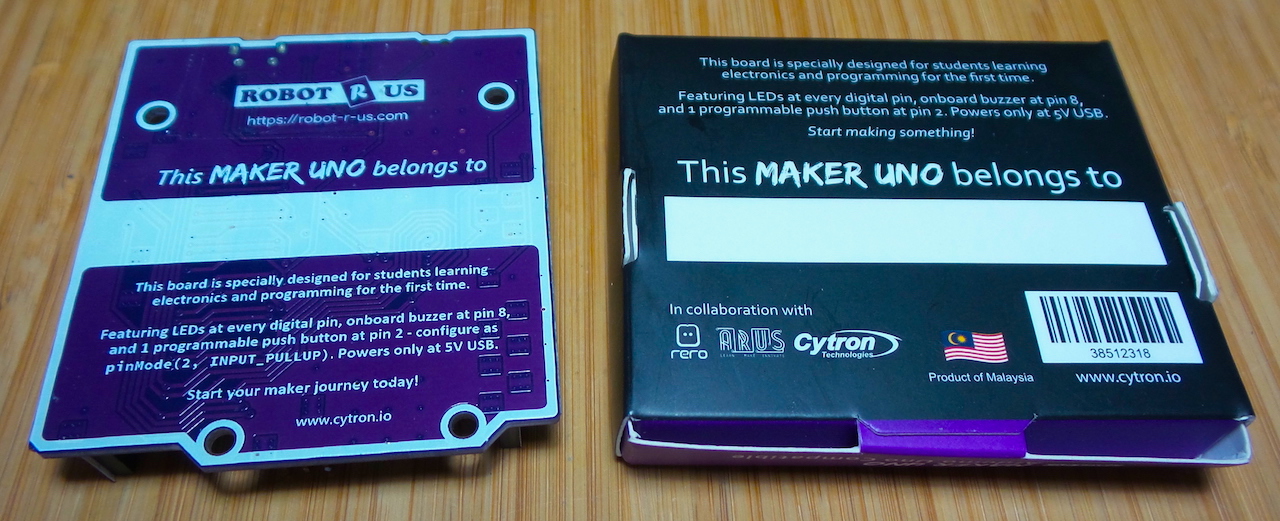 ROBOT R US
https://robot-r-us.com
This MAKER UNO belongs to
This board is specially designed for students learning
electronics and programming for the first time.
Featuring LEDs at every digital pin, onboard buzzer at pin 8,
and 1 programmable push button at pin 2 - configure as
pinMode(2, INPUT_PULLUP). Powers only at 5V USB.
Start your maker journey today!
www.cytron.io
This board is specially designed for students learning
electronics and programming for the first time.
Featuring LEDs at every digital pin, onboard buzzer at pin 8,
and 1 programmable push button at pin 2. Powers only at 5V USB.
Start making something!
This MAKER UNO belongs to
In collaboration with
rero
ARUS
Cytron
Technologies
Product of Malaysia
38512318
www.cytron.io